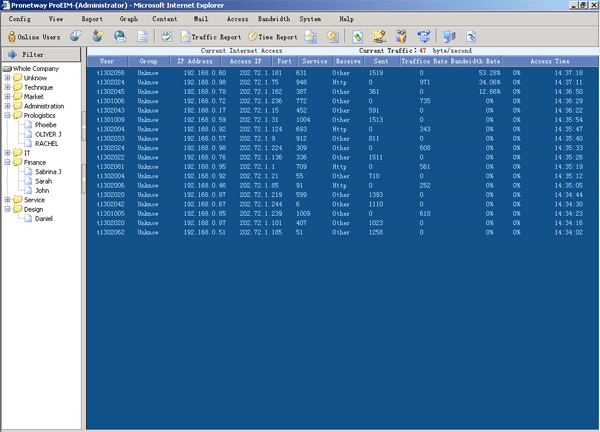 Pronetway ProEIM-(Administrator) - Microsoft Internet Explorer
Config View Report Graph Content Mail Access Bandwidth System Help
Online Users Traffic Report Time Report
Filter
Whole Company
Unknow
Technique
Market
Administration
Prologistics
Phoebe
OLIVER J
RACHEL
IT
Finance
Sabrina J
Sarah
John
Service
Design
Daniel
Current Internet Access Current Traffic: 47 byte/second
User Group IP Address Access IP Port Service Receive Sent Traffice Rate Bandwidth Rate Access Time
t1302056 Unknow 192.168.0.60 202.72.1.181 631 Other 1519 0 53.28% 0% 14:37:18
t1302024 Unknow 192.168.0.98 202.72.1.75 948 Http 0 971 34.06% 0% 14:37:11
t1302045 Unknow 192.168.0.78 202.72.1.162 387 Other 361 0 12.66% 0% 14:36:50
t1301006 Unknow 192.168.0.72 202.72.1.236 772 Other 0 735 0% 0% 14:36:29
t1302043 Unknow 192.168.0.17 202.72.1.15 452 Other 591 0 0% 0% 14:36:22
t1301009 Unknow 192.168.0.59 202.72.1.31 1004 Other 1513 0 0% 0% 14:35:54
t1302004 Unknow 192.168.0.92 202.72.1.124 693 Http 0 343 0% 0% 14:35:47
t1302033 Unknow 192.168.0.57 202.72.1.9 912 Other 811 0 0% 0% 14:35:40
t1302024 Unknow 192.168.0.98 202.72.1.224 309 Other 0 608 0% 0% 14:35:33
t1302022 Unknow 192.168.0.76 202.72.1.136 336 Other 1511 0 0% 0% 14:35:26
t1302081 Unknow 192.168.0.95 202.72.1.1 709 Http 0 561 0% 0% 14:35:19
t1302004 Unknow 192.168.0.92 202.72.1.21 55 Other 710 0 0% 0% 14:35:12
t1302006 Unknow 192.168.0.46 202.72.1.85 91 Http 0 252 0% 0% 14:35:05
t1302020 Unknow 192.168.0.87 202.72.1.219 599 Other 1393 0 0% 0% 14:34:44
t1302042 Unknow 192.168.0.67 202.72.1.244 6 Other 1110 0 0% 0% 14:34:30
t1301005 Unknow 192.168.0.85 202.72.1.239 1009 Other 0 618 0% 0% 14:34:23
t1302020 Unknow 192.168.0.87 202.72.1.101 407 Other 1023 0 0% 0% 14:34:16
t1302062 Unknow 192.168.0.51 202.72.1.185 51 Other 1258 0 0% 0% 14:34:02